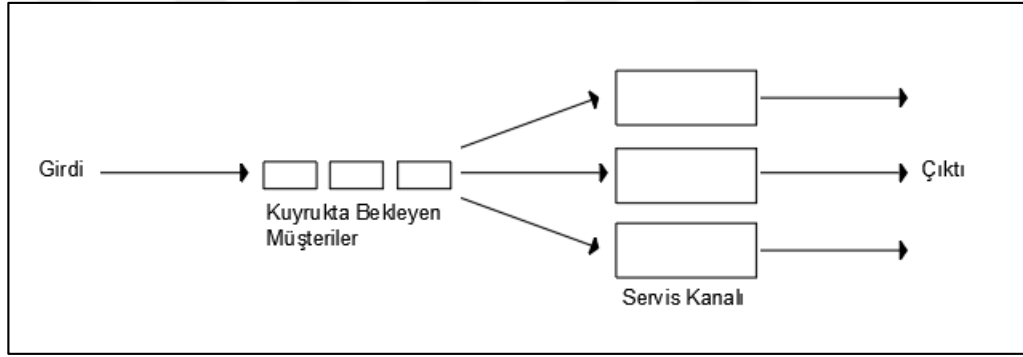 Girdi
Kuyrukta Bekleyen
Müşteriler
Servis Kanalı
Çıktı